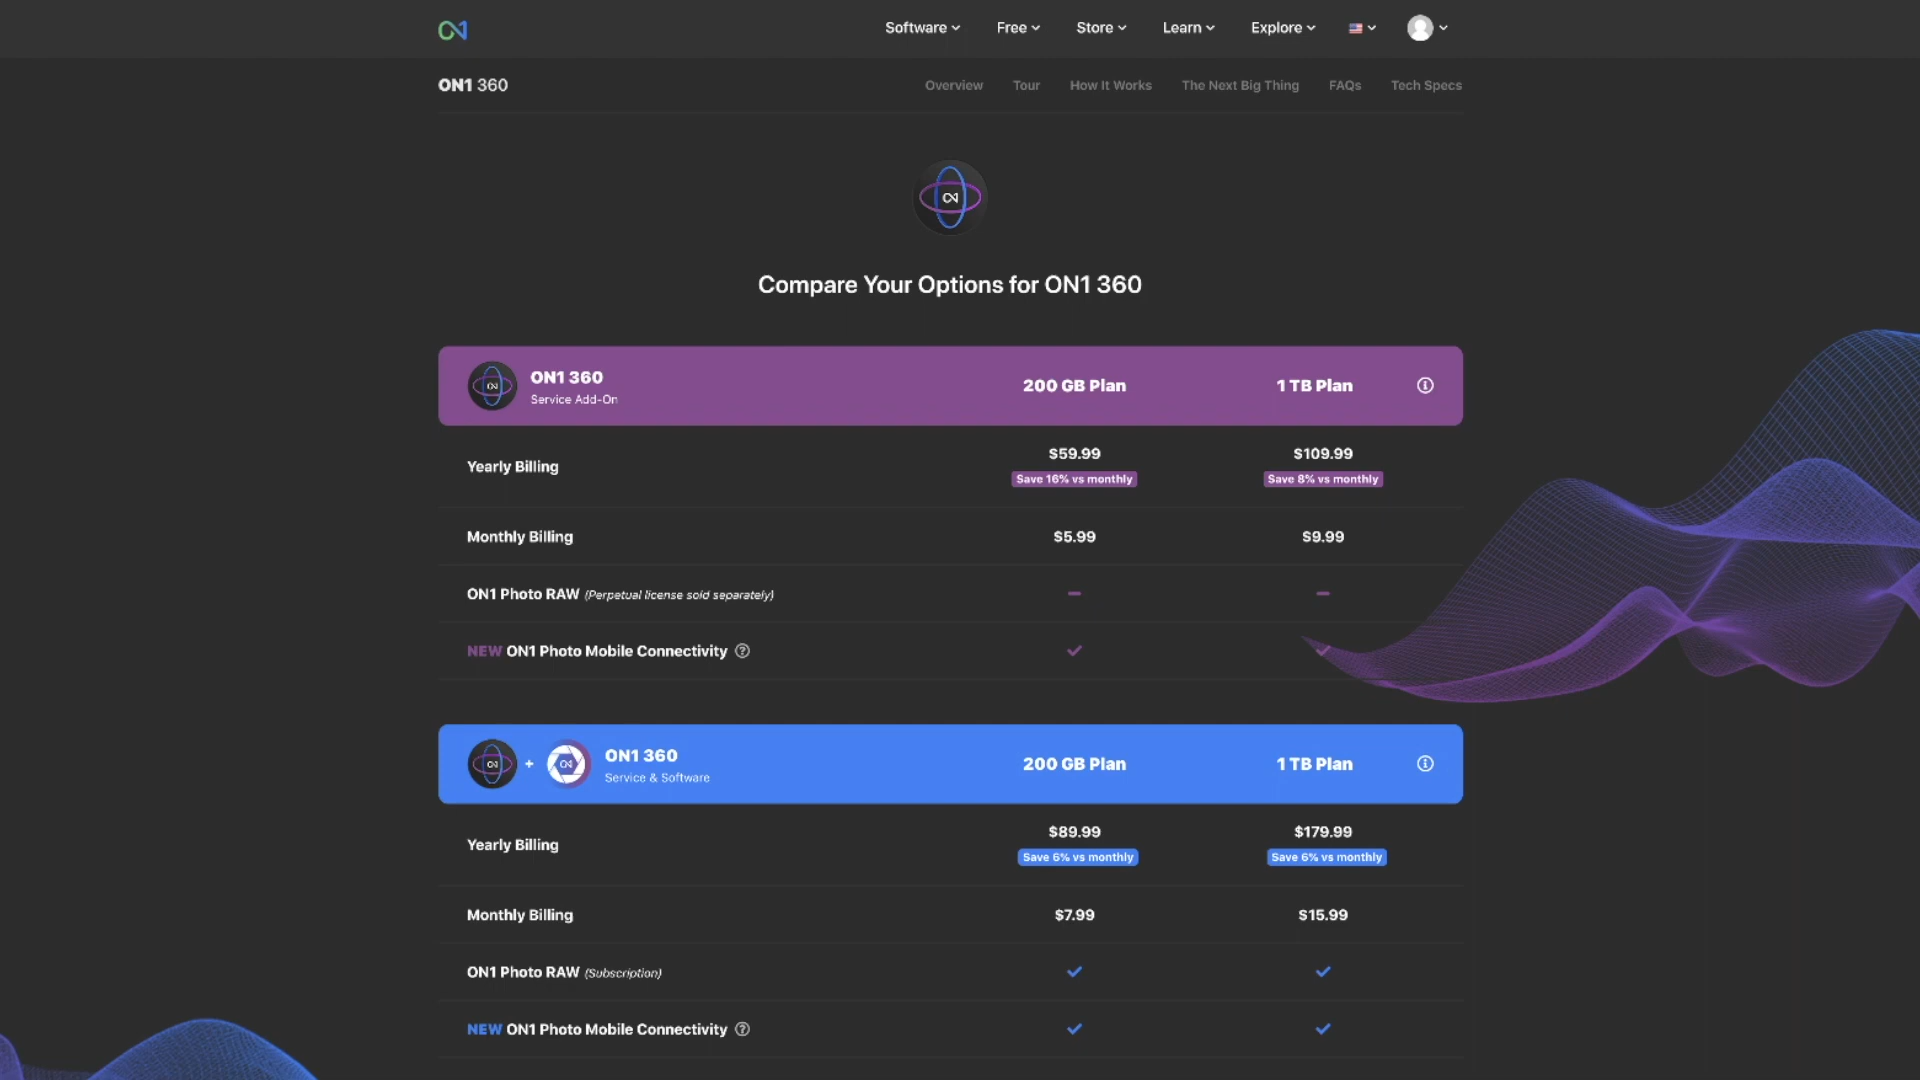 Software Free Store Learn Explore
ON1 360
Overview Tour How It Works The Next Big Thing FAQs Tech Specs
Compare Your Options for ON1 360
ON1 360
Service Add-On
200 GB Plan 1 TB Plan
Yearly Billing
$59.99 $109.99
Save 16% vs monthly Save 8% vs monthly
Monthly Billing $5.99 $9.99
ON1 Photo RAW (Perpetual license sold separately)
NEW ON1 Photo Mobile Connectivity
+
ON1 360
Service & Software
200 GB Plan 1 TB Plan
Yearly Billing
$89.99 $179.99
Save 6% vs monthly Save 6% vs monthly
Monthly Billing $7.99 $15.99
ON1 Photo RAW (Subscription)
NEW ON1 Photo Mobile Connectivity